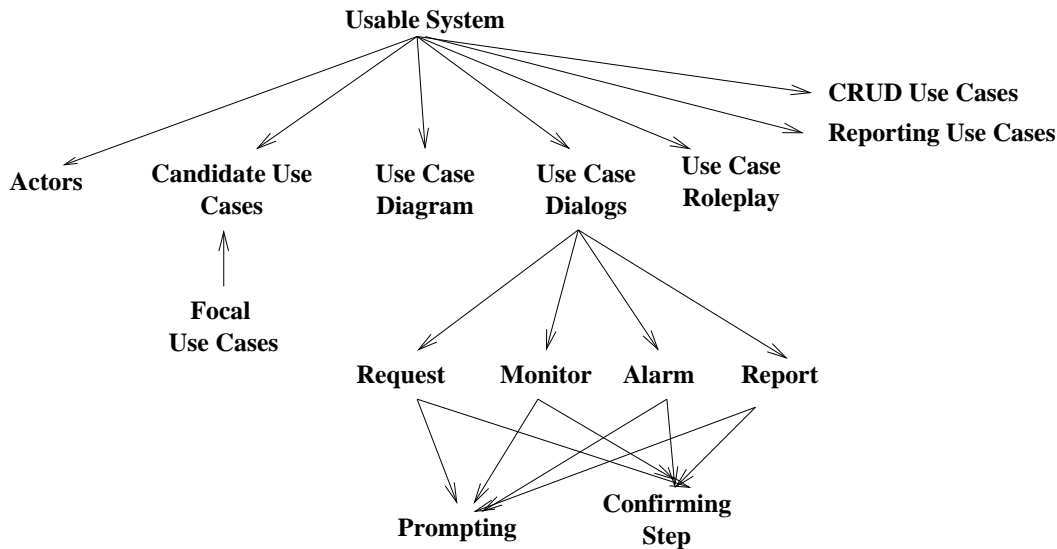 Usable System
CRUD Use Cases
Reporting Use Cases
Actors
Candidate Use
Cases
Use Case
Diagram
Use Case
Dialogs
Use Case
Roleplay
Focal
Use Cases
Request
Monitor
Alarm
Report
Prompting
Confirming
Step